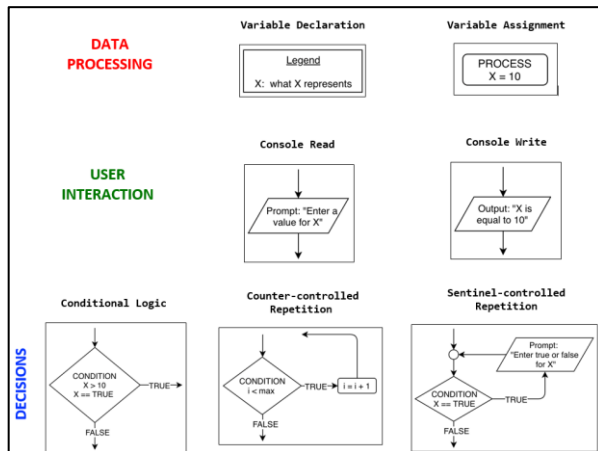 DATA
PROCESSING
Variable Declaration
Legend
X: what X represents
Variable Assignment
PROCESS
X = 10
USER
INTERACTION
Console Read
Prompt: "Enter a
value for X"
Console Write
Output: "X is
equal to 10"
DECISIONS
Conditional Logic
CONDITION
X > 10
X == TRUE
TRUE
FALSE
Counter-controlled
Repetition
CONDITION
i < max
TRUE
i = i + 1
FALSE
Sentinel-controlled
Repetition
Prompt:
"Enter true or false
for X"
CONDITION
X == TRUE
TRUE
FALSE